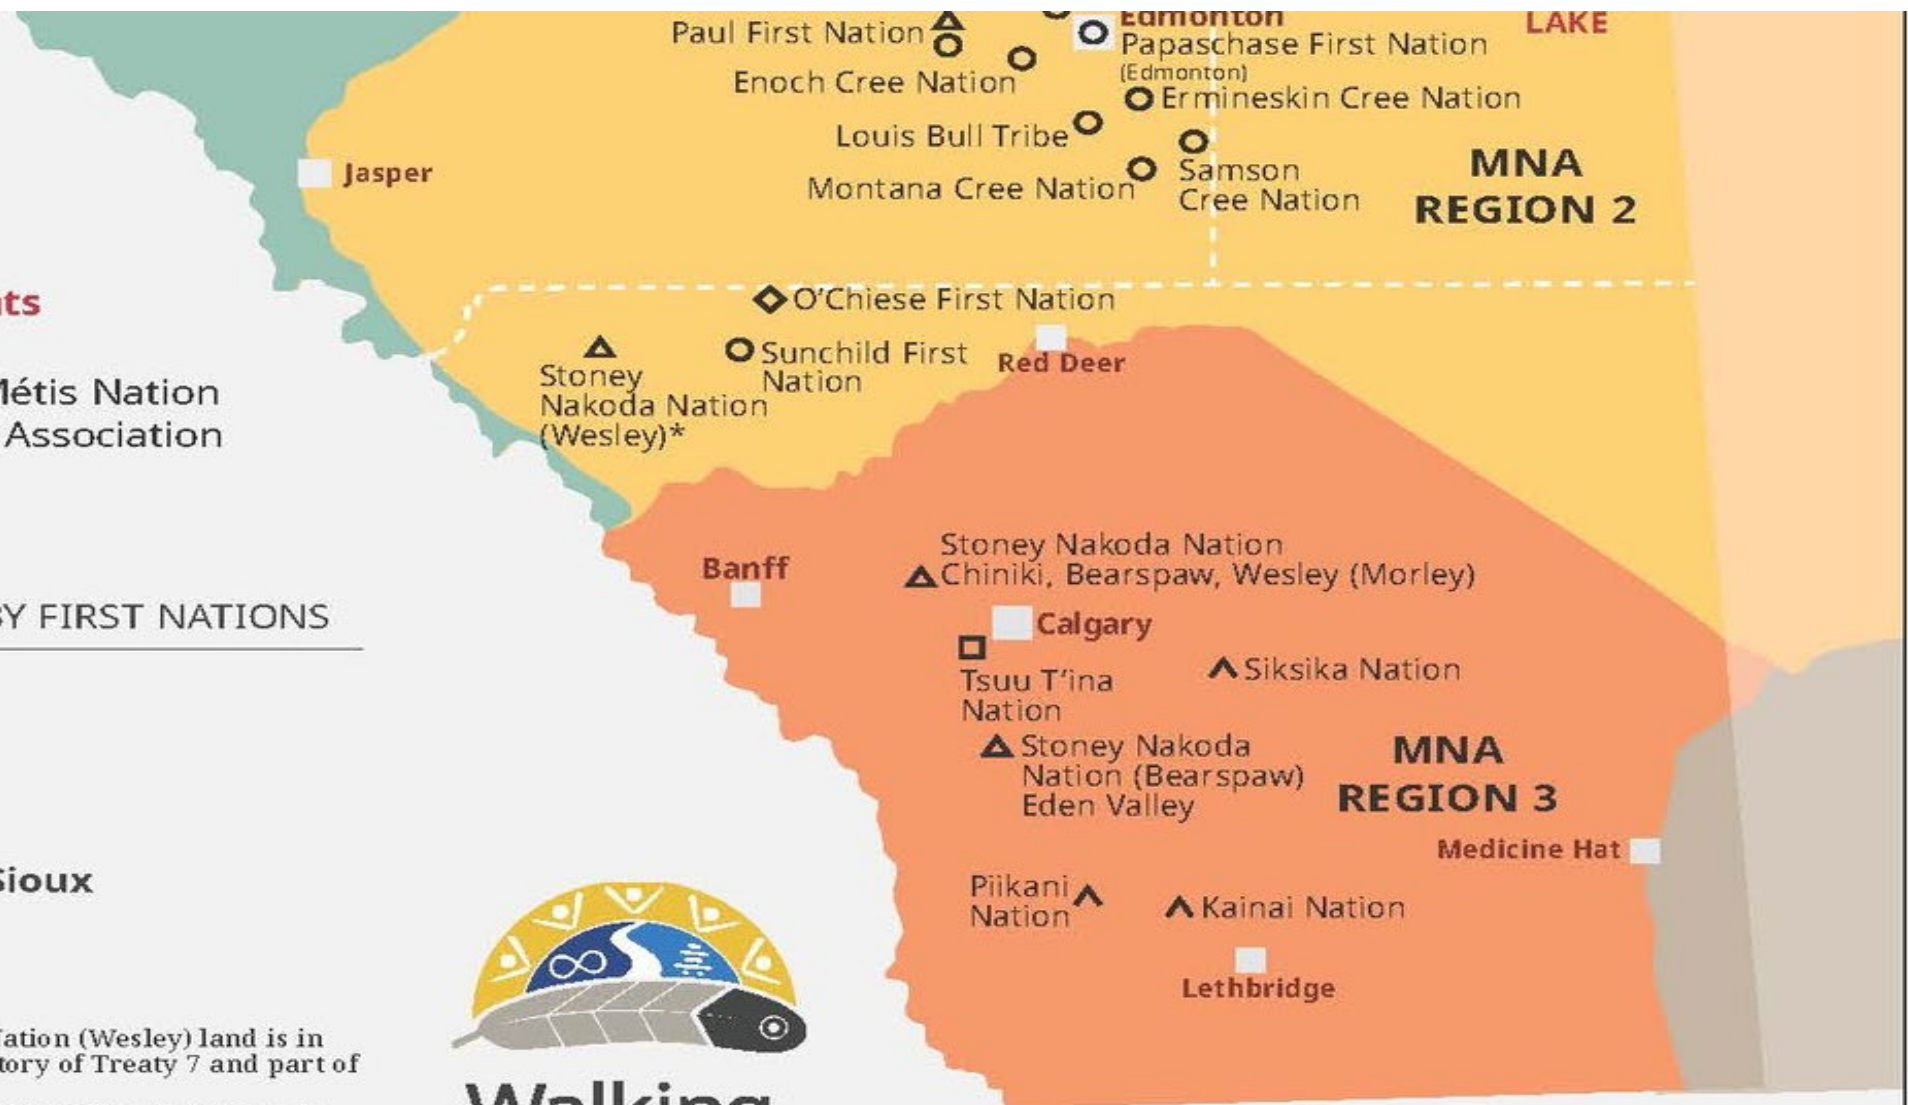 Edmonton
LAKE
Paul First Nation
Papaschase First Nation
(Edmonton)
Enoch Cree Nation
Ermineskin Cree Nation
Louis Bull Tribe
Samson
Cree Nation
Montana Cree Nation
MNA
REGION 2
Jasper
O'Chiese First Nation
Sunchild First
Nation
Red Deer
Stoney
Nakoda Nation
(Wesley)*
Métis Nation
Association
BY FIRST NATIONS
Banff
Stoney Nakoda Nation
Chiniki, Bearspaw, Wesley (Morley)
Calgary
Tsuu T'ina
Nation
Siksika Nation
Stoney Nakoda
Nation (Bearspaw)
Eden Valley
MNA
REGION 3
Medicine Hat
Piikani
Nation
Kainai Nation
Lethbridge
Sioux
Nation (Wesley) land is in
tory of Treaty 7 and part of
Walking